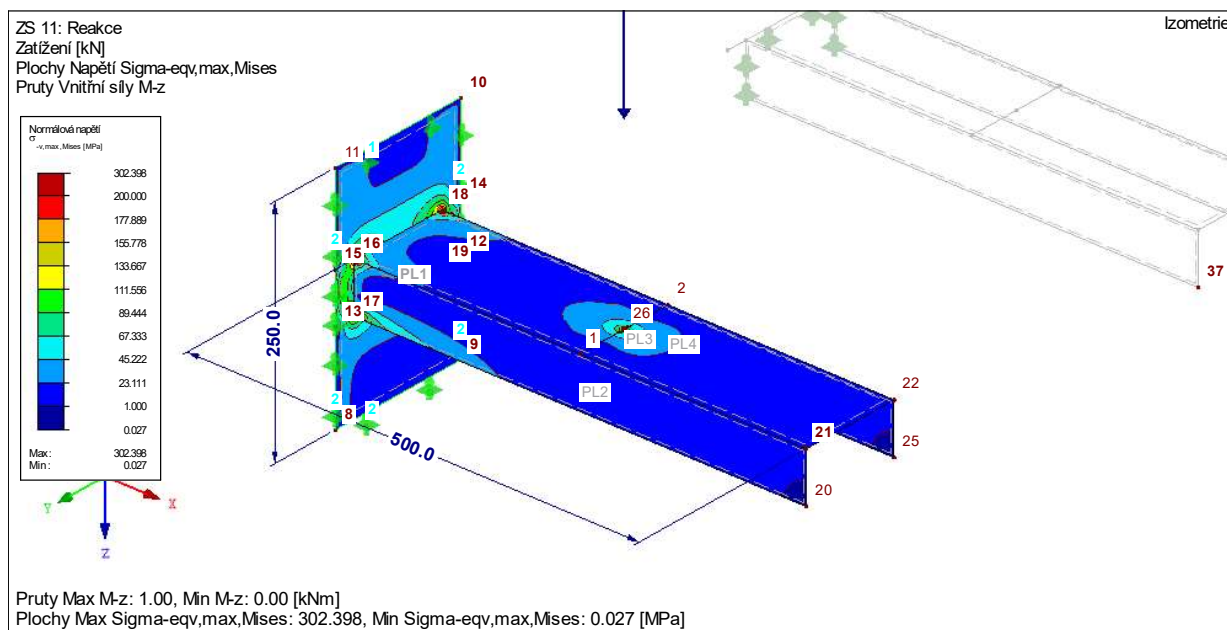 ZS 11: Reakce
Izometrie
Zatížení [kN]
Plochy Napětí Sigma-eqv,max,Mises
Pruty Vnitřní síly M-z
Normálová napětí
σ
-v,max,Mises [MPa]
302.398
200.000
177.889
155.778
133.667
111.556
89.444
67.333
45.222
23.111
1.000
0.027
Max : 302.398
Min : 0.027
10
11
1
2
14
18
2
16
15
12
19
PL1
17
13
2
26
1
PL3
PL4
2
9
PL2
22
21
25
20
2
8
2
37
250.0
500.0
Y
X
Z
Pruty Max M-z: 1.00, Min M-z: 0.00 [kNm]
Plochy Max Sigma-eqv,max,Mises: 302.398, Min Sigma-eqv,max,Mises: 0.027 [MPa]